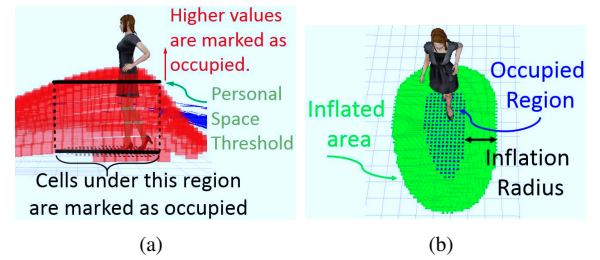 Higher values
are marked as
occupied.
Personal
Space
Threshold
Cells under this region
are marked as occupied
(a)
Occupied
Region
Inflated
area
Inflation
Radius
(b)